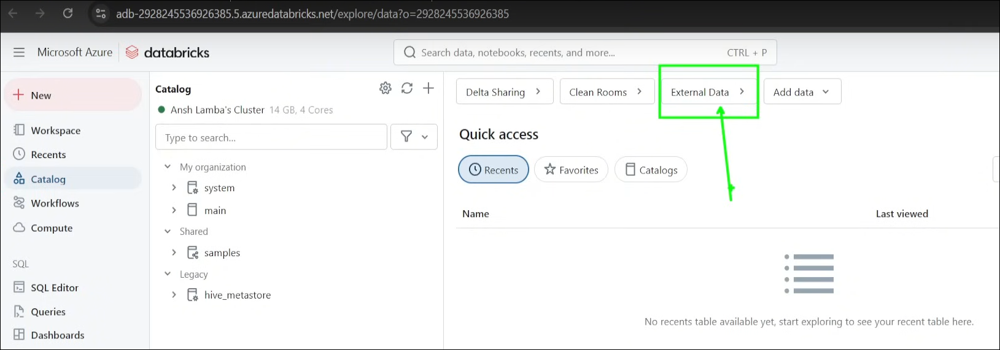 adb-2928245536926385.5.azuredatabricks.net/explore/data?o=2928245536926385
Microsoft Azure databricks
Search data, notebooks, recents, and more... CTRL + P
New
Workspace
Recents
Catalog
Workflows
Compute
SQL
SQL Editor
Queries
Dashboards
Catalog
Ansh Lamba's Cluster 14 GB, 4 Cores
Type to search...
My organization
system
main
Shared
samples
Legacy
hive_metastore
Delta Sharing Clean Rooms External Data Add data
Quick access
Recents Favorites Catalogs
Name Last viewed
No recents table available yet, start exploring to see your recent table here.